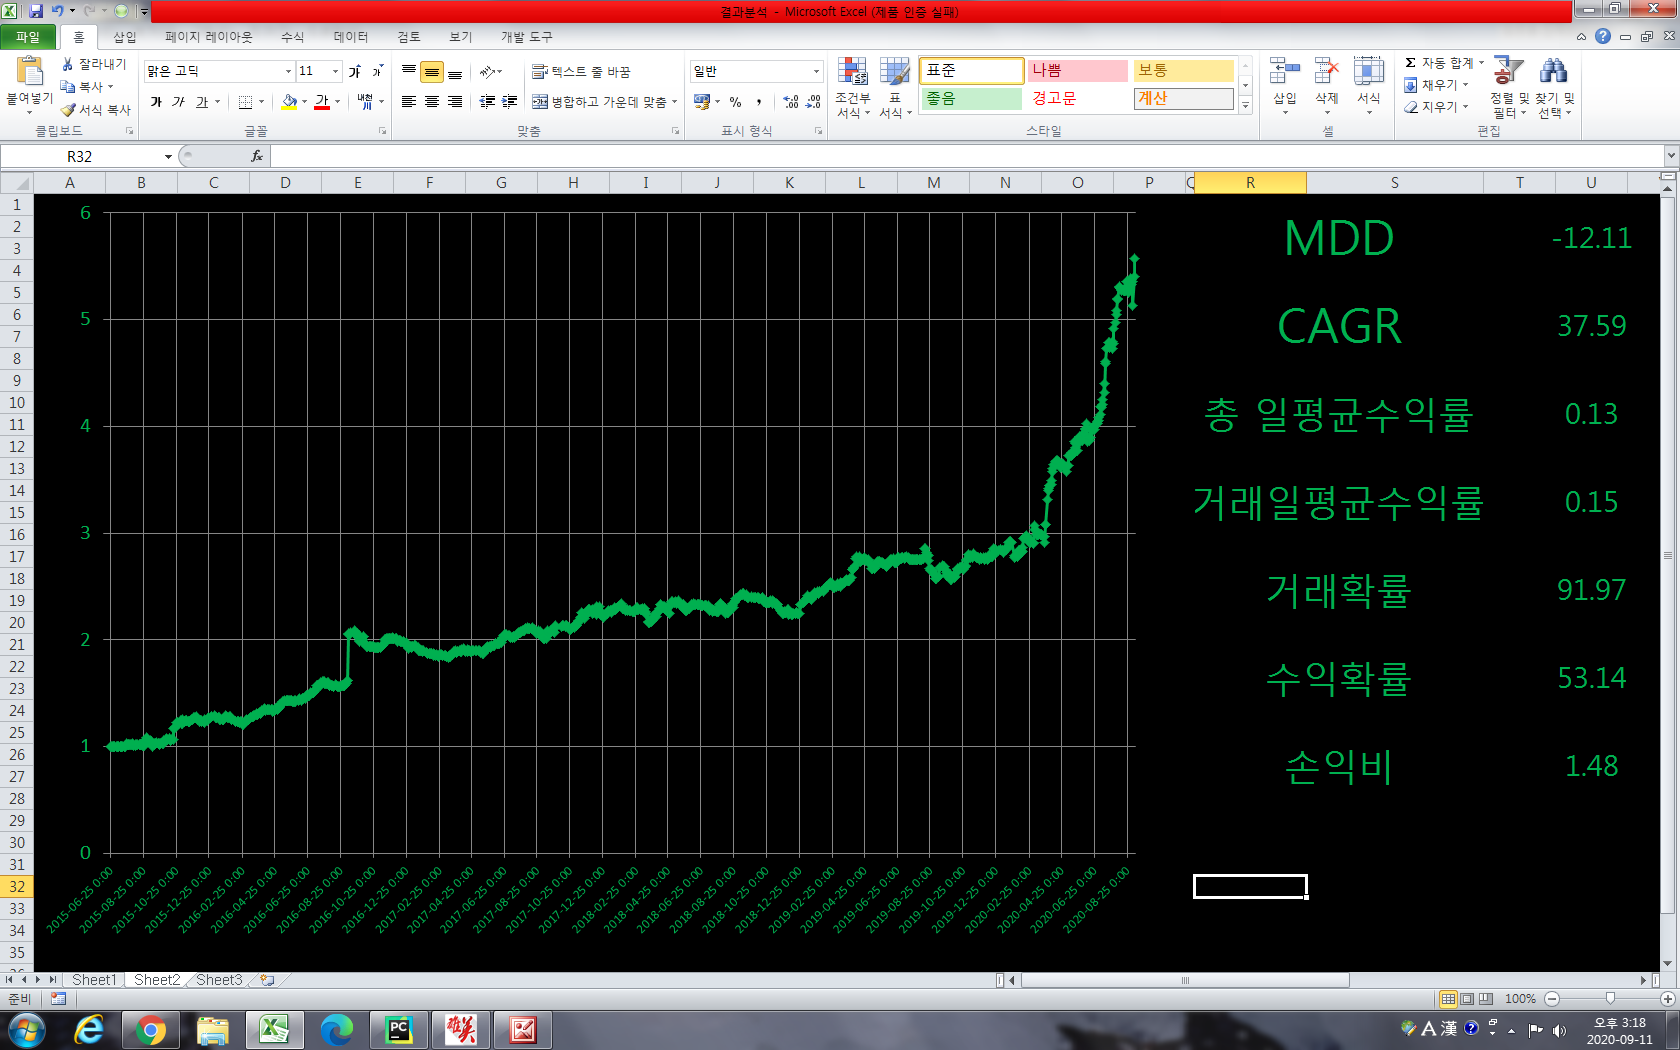 결과분석 - Microsoft Excel (제품 인증 실패)
파일 홈 삽입 페이지 레이아웃 수식 데이터 검토 보기 개발 도구
붙여넣기 잘라내기 복사 서식 복사 클립보드
맑은 고딕 11 가 가 가 가 가 가 내천 글꼴
텍스트 줄 바꿈 병합하고 가운데 맞춤 맞춤
일반 % , .00 .0 표시 형식
조건부 서식 표 서식 표준 나쁨 보통 좋음 경고문 계산 스타일
삽입 삭제 서식 셀
Σ 자동 합계 채우기 지우기 정렬 및 필터 찾기 및 선택 편집
R32 fx
A B C D E F G H I J K L M N O P Q R S T U
1 2 3 4 5 6 7 8 9 10 11 12 13 14 15 16 17 18 19 20 21 22 23 24 25 26 27 28 29 30 31 32 33 34 35
6
5
4
3
2
1
0
2015-06-25 0:00
2015-08-25 0:00
2015-10-25 0:00
2015-12-25 0:00
2016-02-25 0:00
2016-04-25 0:00
2016-06-25 0:00
2016-08-25 0:00
2016-10-25 0:00
2016-12-25 0:00
2017-02-25 0:00
2017-04-25 0:00
2017-06-25 0:00
2017-08-25 0:00
2017-10-25 0:00
2017-12-25 0:00
2018-02-25 0:00
2018-04-25 0:00
2018-06-25 0:00
2018-08-25 0:00
2018-10-25 0:00
2018-12-25 0:00
2019-02-25 0:00
2019-04-25 0:00
2019-06-25 0:00
2019-08-25 0:00
2019-10-25 0:00
2019-12-25 0:00
2020-02-25 0:00
2020-04-25 0:00
2020-06-25 0:00
2020-08-25 0:00
MDD -12.11
CAGR 37.59
총 일평균수익률 0.13
거래일평균수익률 0.15
거래확률 91.97
수익확률 53.14
손익비 1.48
Sheet1 Sheet2 Sheet3
준비 100%
PC
A 漢
오후 3:18
2020-09-11